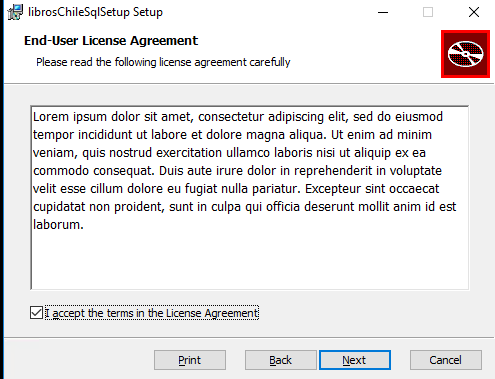 librosChileSqlSetup Setup
End-User License Agreement
Please read the following license agreement carefully
Lorem ipsum dolor sit amet, consectetur adipiscing elit, sed do eiusmod
tempor incididunt ut labore et dolore magna aliqua. Ut enim ad minim
veniam, quis nostrud exercitation ullamco laboris nisi ut aliquip ex ea
commodo consequat. Duis aute irure dolor in reprehenderit in voluptate
velit esse cillum dolore eu fugiat nulla pariatur. Excepteur sint occaecat
cupidatat non proident, sunt in culpa qui officia deserunt mollit anim id est
laborum.
I accept the terms in the License Agreement
Print Back Next Cancel